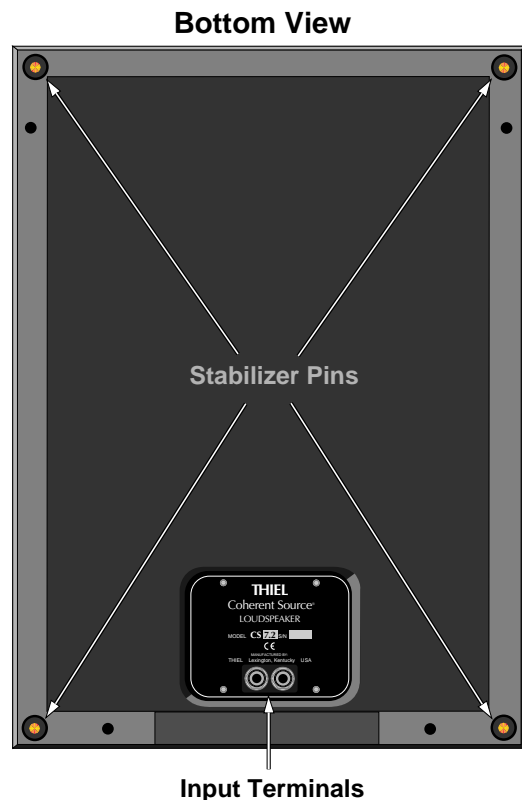 Bottom View
Stabilizer Pins
THIEL
Coherent Source®
LOUDSPEAKER
MODEL CS 7.2 S/N
CE
MANUFACTURED BY:
THIEL Lexington, Kentucky USA
Input Terminals